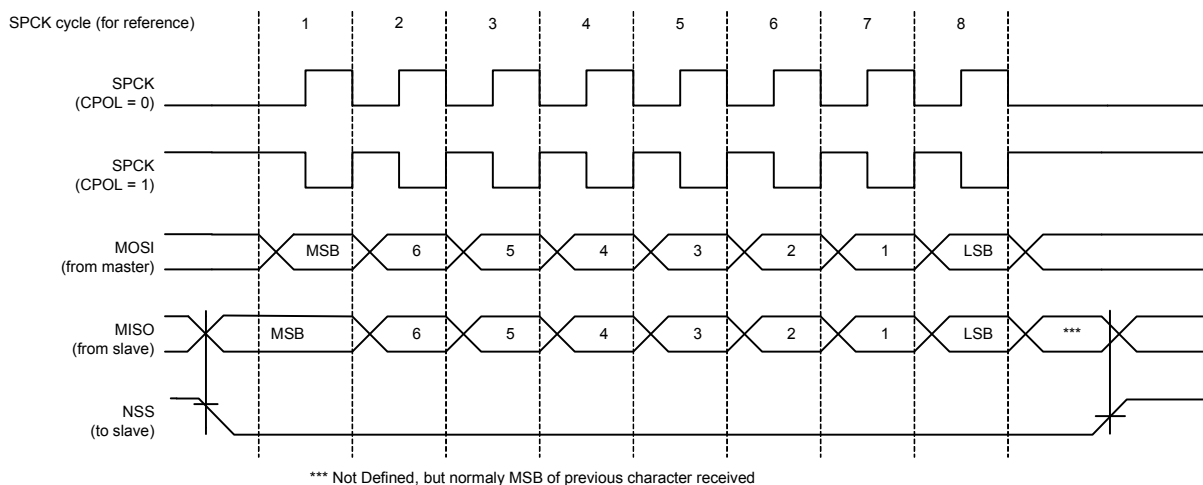 SPCK cycle (for reference) 1 2 3 4 5 6 7 8
SPCK
(CPOL = 0)
SPCK
(CPOL = 1)
MOSI
(from master)
MSB 6 5 4 3 2 1 LSB
MISO
(from slave)
MSB 6 5 4 3 2 1 LSB ***
NSS
(to slave)
*** Not Defined, but normaly MSB of previous character received